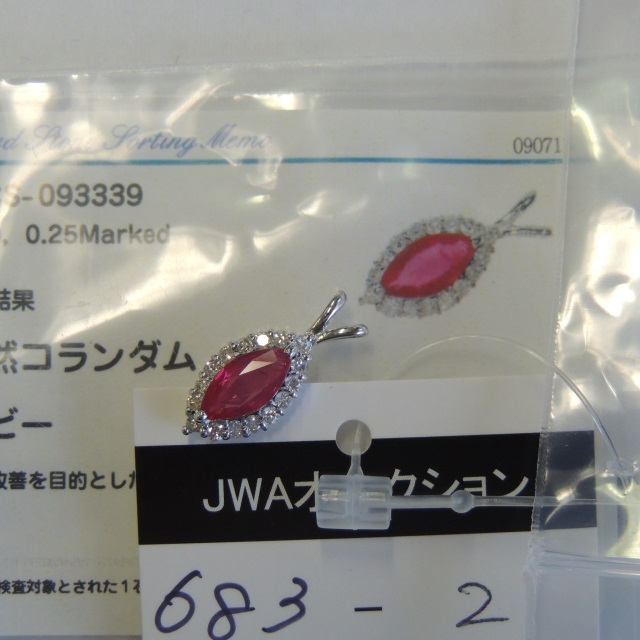 Sorting Memo
09071
-093339
0.25Marked
結果
然コランダム
ビー
改善を目的とした
JWAオークション
検査対象とされた1石
683-2